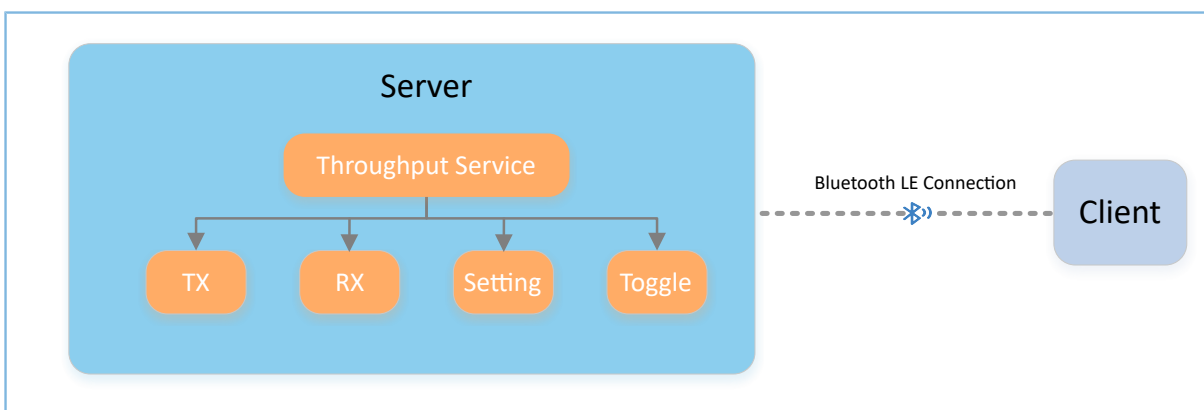 Server
Throughput Service
Bluetooth LE Connection
Client
TX
RX
Setting
Toggle